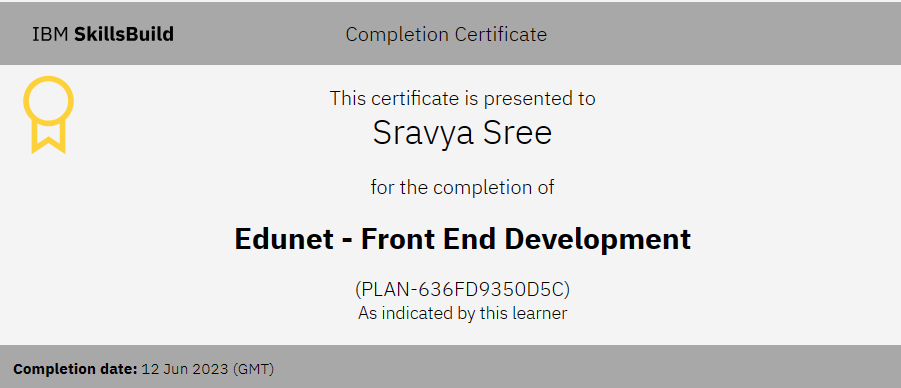 IBM SkillsBuild
Completion Certificate
This certificate is presented to
Sravya Sree
for the completion of
Edunet - Front End Development
(PLAN-636FD9350D5C)
As indicated by this learner
Completion date: 12 Jun 2023 (GMT)